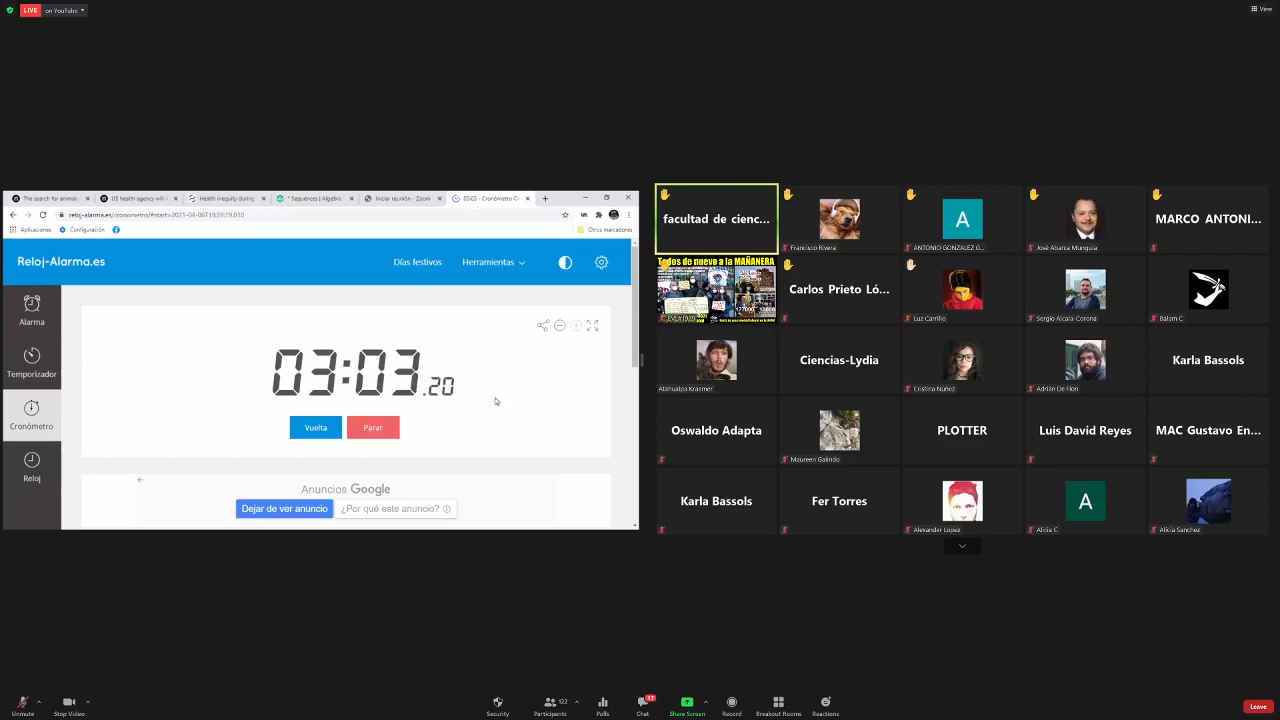 LIVE on YouTube
View
The search for animals
US health agency will
Health inequity during
* Sequences | Algebra
Iniciar reunión - Zoom
03:03 - Cronómetro
reloj-alarma.es/cronometro/#start=2021-04-06T19:59:19.010
Aplicaciones Configuración Otros marcadores
Reloj-Alarma.es Días festivos Herramientas
Alarma
Temporizador
Cronómetro
Reloj
03:03.20
Vuelta Parar
Anuncios Google
Dejar de ver anuncio ¿Por qué este anuncio?
facultad de cienc...
Francisco Rivera
A
ANTONIO GONZALEZ G...
José Abarca Munguía
MARCO ANTONI...
Todos de nuevo a la MAÑANERA
Carlos Prieto Ló...
Luz Carrillo
Sergio Alcala-Corona
Balam C
Atahualpa Kraemer
Ciencias-Lydia
Cristina Núñez
Adrián De Flon
Karla Bassols
Oswaldo Adapta
Maureen Galindo
PLOTTER
Luis David Reyes
MAC Gustavo En...
Karla Bassols
Fer Torres
Alexander Lopez
A
Alicia C
Alicia Sanchez
Unmute
Stop Video
Security
Participants 122
Polls
Chat 17
Share Screen
Record
Breakout Rooms
Reactions
Leave